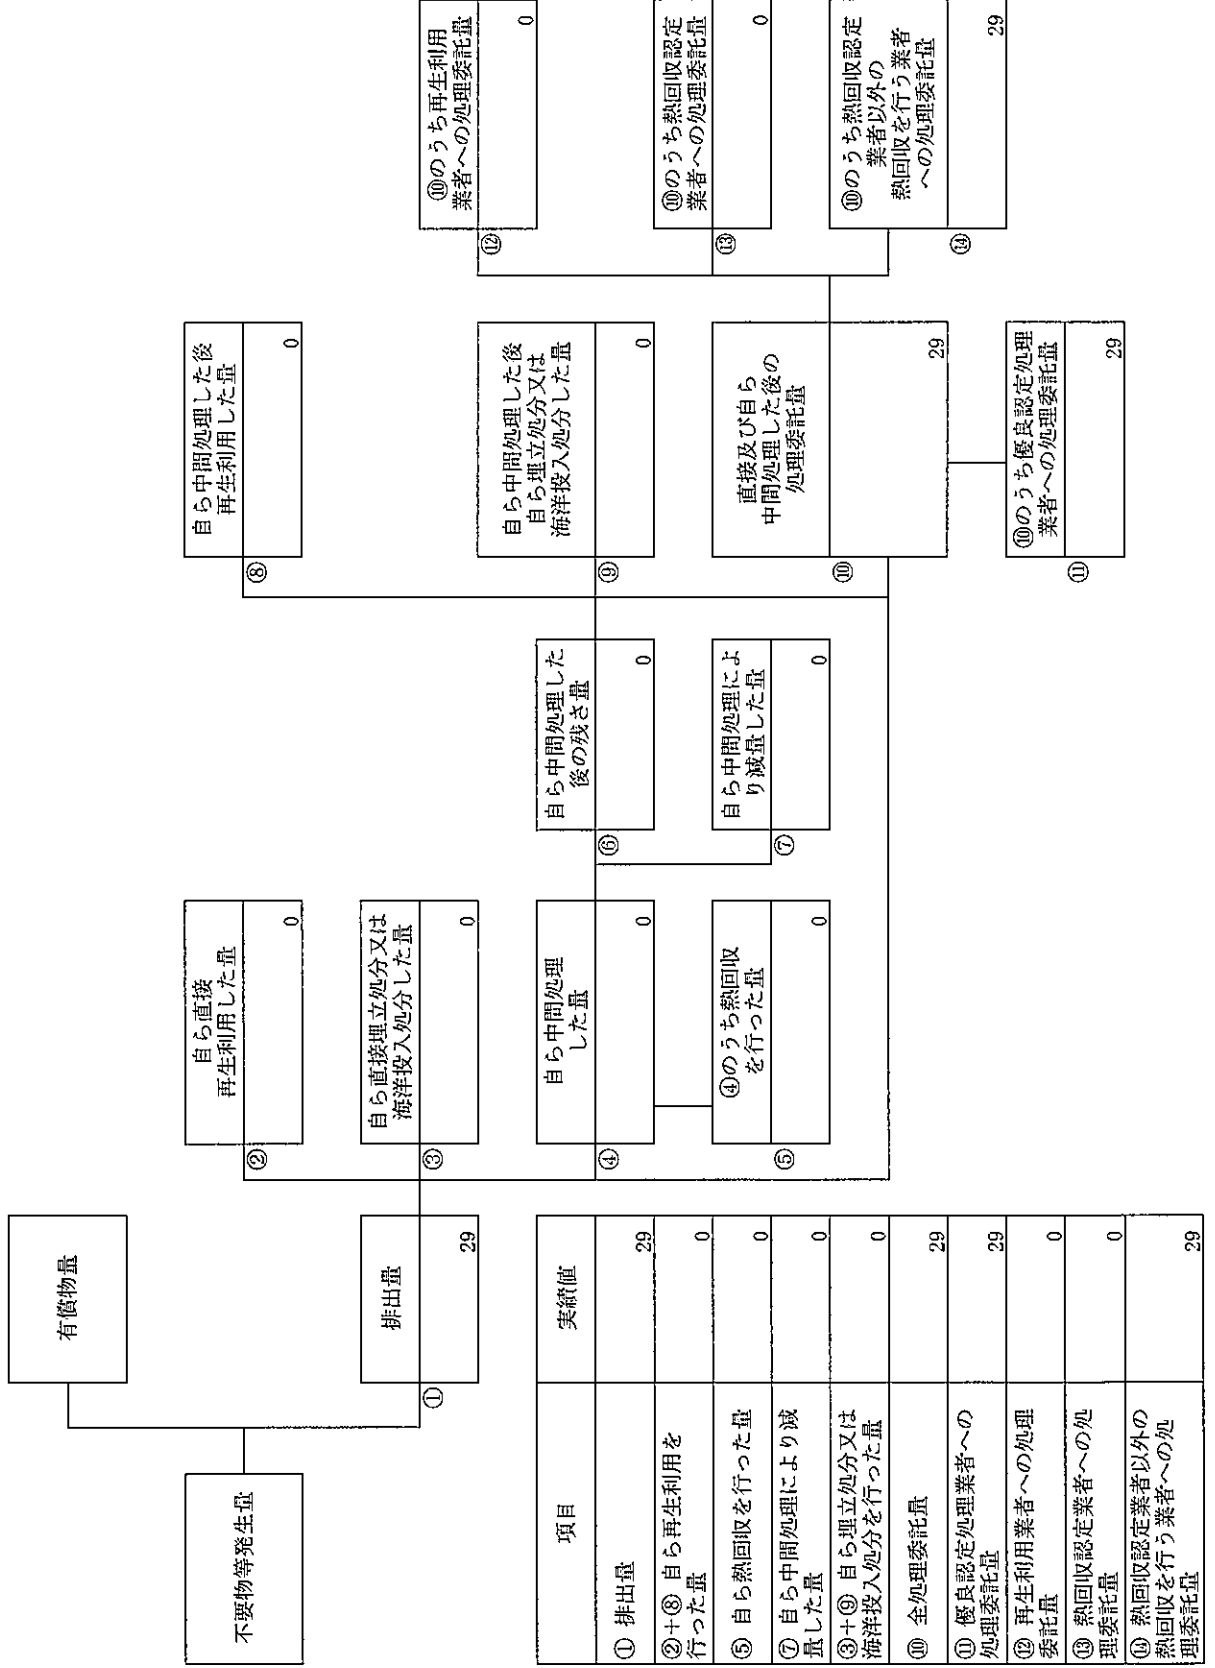 不要物等発生量
有償物量
排出量
①
29
自ら直接
再生利用した量
②
0
自ら直接埋立処分又は
海洋投入処分した量
③
0
自ら中間処理
した量
④
0
④のうち熱回収
を行った量
⑤
0
自ら中間処理した
後の残さ量
⑥
0
自ら中間処理によ
り減量した量
⑦
0
自ら中間処理した後
再生利用した量
⑧
0
自ら中間処理した後
自ら埋立処分又は
海洋投入処分した量
⑨
0
直接及び自ら
中間処理した後の
処理委託量
⑩
29
⑩のうち優良認定処理
業者への処理委託量
⑪
29
⑩のうち再生利用
業者への処理委託量
⑫
0
⑩のうち熱回収認定
業者への処理委託量
⑬
0
⑩のうち熱回収認定
業者以外の
熱回収を行う業者
への処理委託量
⑭
29
項目 実績値
① 排出量 29
②+⑧ 自ら再生利用を
行った量 0
⑤ 自ら熱回収を行った量 0
⑦ 自ら中間処理により減
量した量 0
③+⑨ 自ら埋立処分又は
海洋投入処分を行った量 0
⑩ 全処理委託量 29
⑪ 優良認定処理業者への
処理委託量 29
⑫ 再生利用業者への処理
委託量 0
⑬ 熱回収認定業者への処
理委託量 0
⑭ 熱回収認定業者以外の
熱回収を行う業者への処
理委託量 29